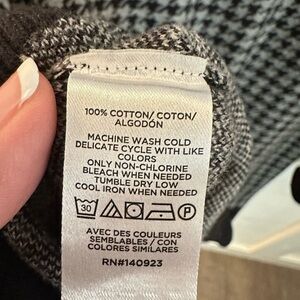 100% COTTON/ COTON/
ALGODÓN
MACHINE WASH COLD
DELICATE CYCLE WITH LIKE
COLORS
ONLY NON-CHLORINE
BLEACH WHEN NEEDED
TUMBLE DRY LOW
COOL IRON WHEN NEEDED
30 P
AVEC DES COULEURS
SEMBLABLES / CON
COLORES SIMILARES
RN#140923